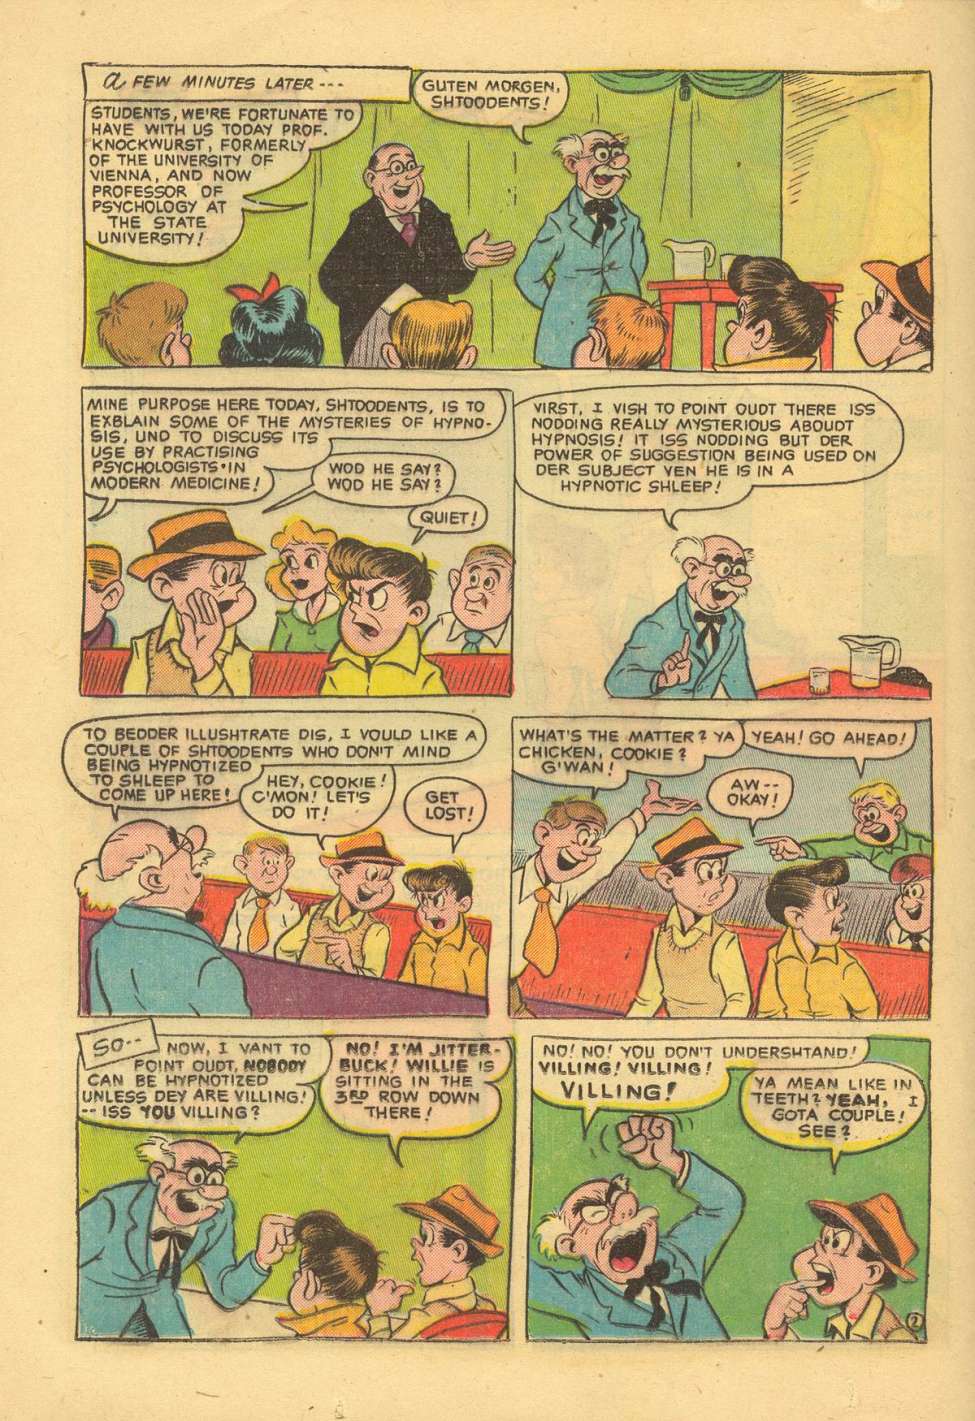 A FEW MINUTES LATER ---
STUDENTS, WE'RE FORTUNATE TO
HAVE WITH US TODAY PROF.
KNOCKWURST, FORMERLY
OF THE UNIVERSITY OF
VIENNA, AND NOW
PROFESSOR OF
PSYCHOLOGY AT
THE STATE
UNIVERSITY!
GUTEN MORGEN,
SHTOODENTS!
MINE PURPOSE HERE TODAY, SHTOODENTS, IS TO
EXBLAIN SOME OF THE MYSTERIES OF HYPNO-
SIS, UND TO DISCUSS ITS
USE BY PRACTISING
PSYCHOLOGISTS IN
MODERN MEDICINE!
WOD HE SAY?
WOD HE SAY?
QUIET!
VIRST, I VISH TO POINT OUDT THERE ISS
NODDING REALLY MYSTERIOUS ABOUDT
HYPNOSIS! IT ISS NODDING BUT DER
POWER OF SUGGESTION BEING USED ON
DER SUBJECT VEN HE IS IN A
HYPNOTIC SHLEEP!
TO BEDDER ILLUSHTRATE DIS, I VOULD LIKE A
COUPLE OF SHTOODENTS WHO DON'T MIND
BEING HYPNOTIZED
TO SHLEEP TO
COME UP HERE!
HEY, COOKIE!
C'MON! LET'S
DO IT!
GET
LOST!
WHAT'S THE MATTER? YA
CHICKEN, COOKIE?
G'WAN!
YEAH! GO AHEAD!
AW--
OKAY!
SO--
NOW, I VANT TO
POINT OUDT, NOBODY
CAN BE HYPNOTIZED
UNLESS DEY ARE VILLING!
-- ISS YOU VILLING?
NO! I'M JITTER-
BUCK! WILLIE IS
SITTING IN THE
3RD ROW DOWN
THERE!
NO! NO! YOU DON'T UNDERSHTAND!
VILLING! VILLING!
VILLING!
YA MEAN LIKE IN
TEETH? YEAH, I
GOTA COUPLE!
SEE?
2